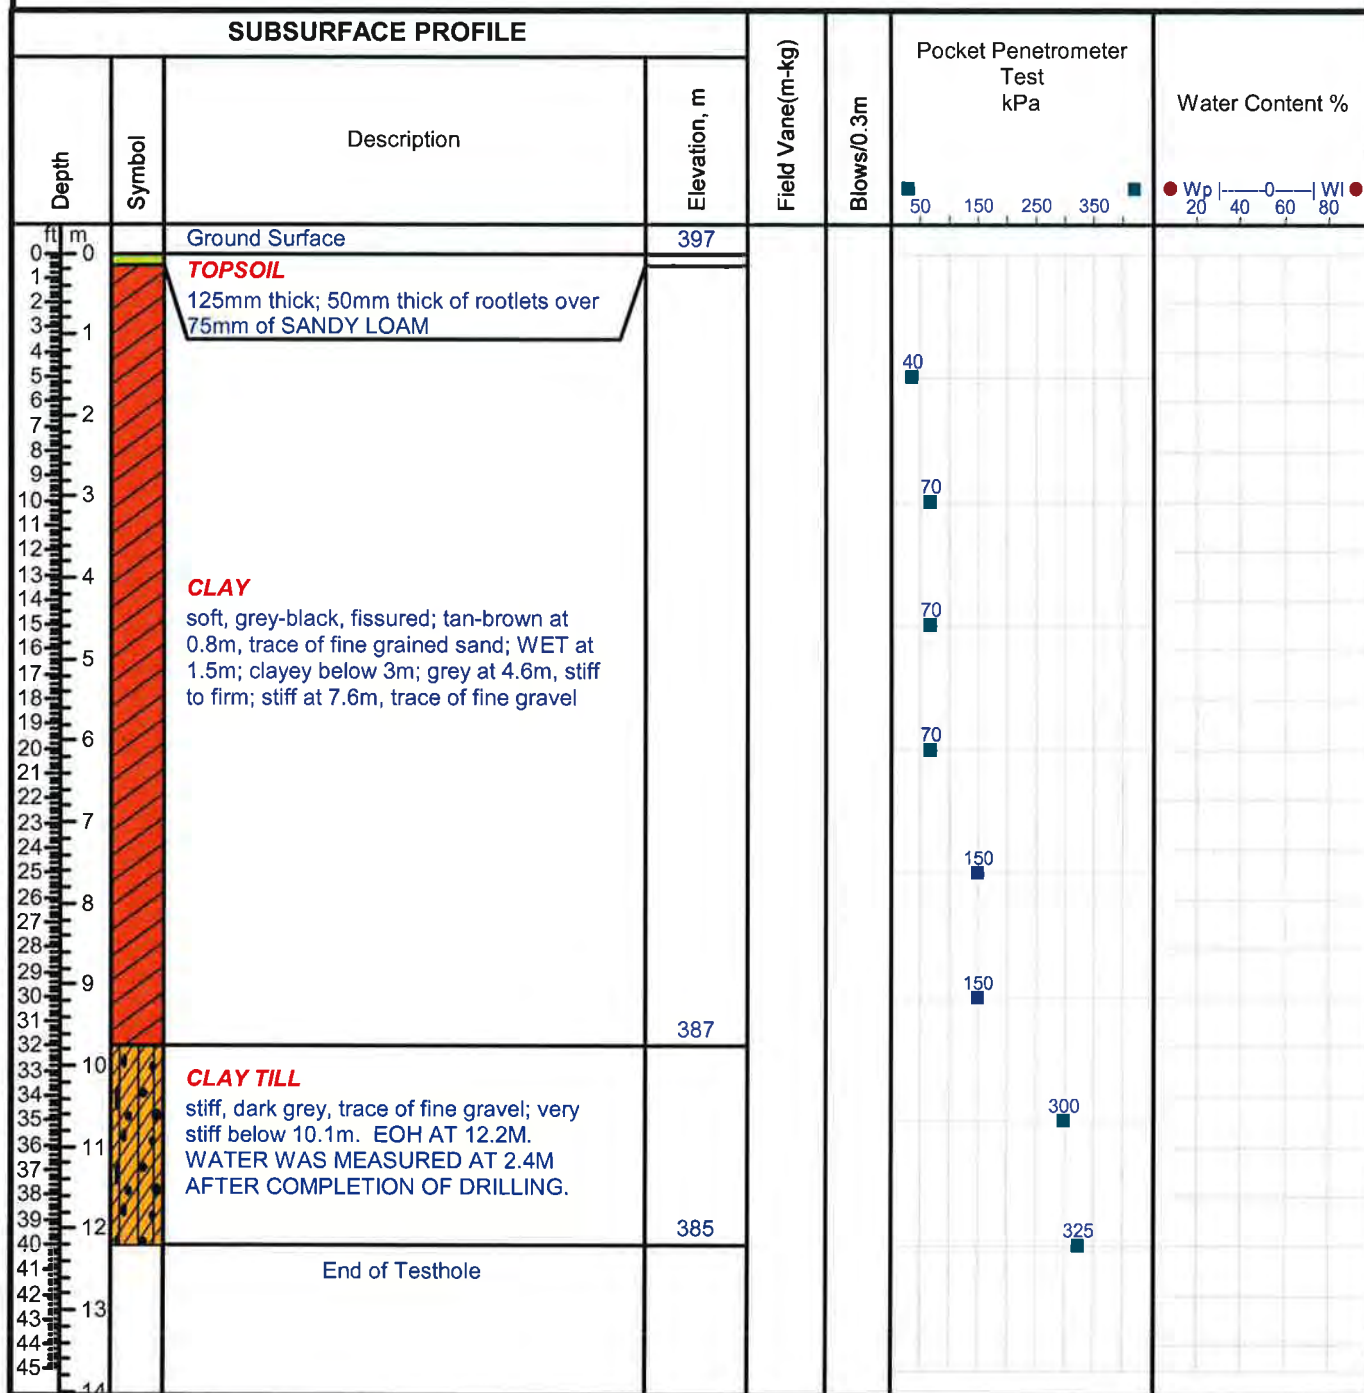 SUBSURFACE PROFILE
Depth
Symbol
Description
Elevation, m
Field Vane(m-kg)
Blows/0.3m
Pocket Penetrometer
Test
kPa
50 150 250 350
Water Content %
Wp |-------0------| Wl
20 40 60 80
ft m
Ground Surface
397
TOPSOIL
125mm thick; 50mm thick of rootlets over
75mm of SANDY LOAM
CLAY
soft, grey-black, fissured; tan-brown at
0.8m, trace of fine grained sand; WET at
1.5m; clayey below 3m; grey at 4.6m, stiff
to firm; stiff at 7.6m, trace of fine gravel
387
CLAY TILL
stiff, dark grey, trace of fine gravel; very
stiff below 10.1m. EOH AT 12.2M.
WATER WAS MEASURED AT 2.4M
AFTER COMPLETION OF DRILLING.
385
End of Testhole
0
1
2
3
4
5
6
7
8
9
10
11
12
13
14
15
16
17
18
19
20
21
22
23
24
25
26
27
28
29
30
31
32
33
34
35
36
37
38
39
40
41
42
43
44
45
0
1
2
3
4
5
6
7
8
9
10
11
12
13
14
40
70
70
70
150
150
300
325